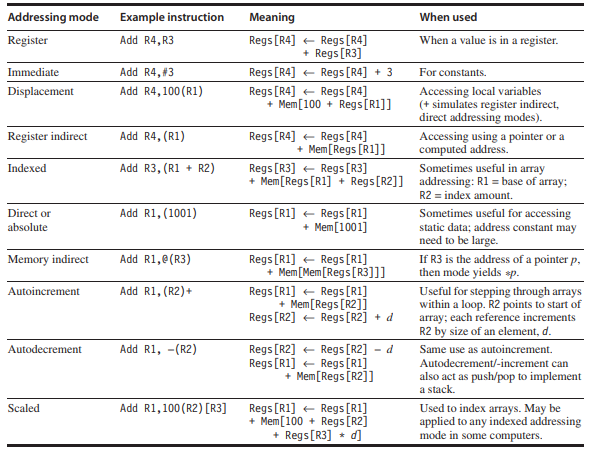 Addressing mode Example instruction Meaning When used
Register Add R4,R3 Regs[R4] ← Regs[R4] When a value is in a register.
+ Regs[R3]
Immediate Add R4,#3 Regs[R4] ← Regs[R4] + 3 For constants.
Displacement Add R4,100(R1) Regs[R4] ← Regs[R4] Accessing local variables
+ Mem[100 + Regs[R1]] (+ simulates register indirect,
direct addressing modes).
Register indirect Add R4,(R1) Regs[R4] ← Regs[R4] Accessing using a pointer or a
+ Mem[Regs[R1]] computed address.
Indexed Add R3,(R1 + R2) Regs[R3] ← Regs[R3] Sometimes useful in array
+ Mem[Regs[R1] + Regs[R2]] addressing: R1 = base of array;
R2 = index amount.
Direct or Add R1,(1001) Regs[R1] ← Regs[R1] Sometimes useful for accessing
absolute + Mem[1001] static data; address constant may
need to be large.
Memory indirect Add R1,@(R3) Regs[R1] ← Regs[R1] If R3 is the address of a pointer p,
+ Mem[Mem[Regs[R3]]] then mode yields *p.
Autoincrement Add R1,(R2)+ Regs[R1] ← Regs[R1] Useful for stepping through arrays
+ Mem[Regs[R2]] within a loop. R2 points to start of
Regs[R2] ← Regs[R2] + d array; each reference increments
R2 by size of an element, d.
Autodecrement Add R1, –(R2) Regs[R2] ← Regs[R2] – d Same use as autoincrement.
Regs[R1] ← Regs[R1] Autodecrement/-increment can
+ Mem[Regs[R2]] also act as push/pop to implement
a stack.
Scaled Add R1,100(R2)[R3] Regs[R1] ← Regs[R1] Used to index arrays. May be
+ Mem[100 + Regs[R2] applied to any indexed addressing
+ Regs[R3] * d] mode in some computers.